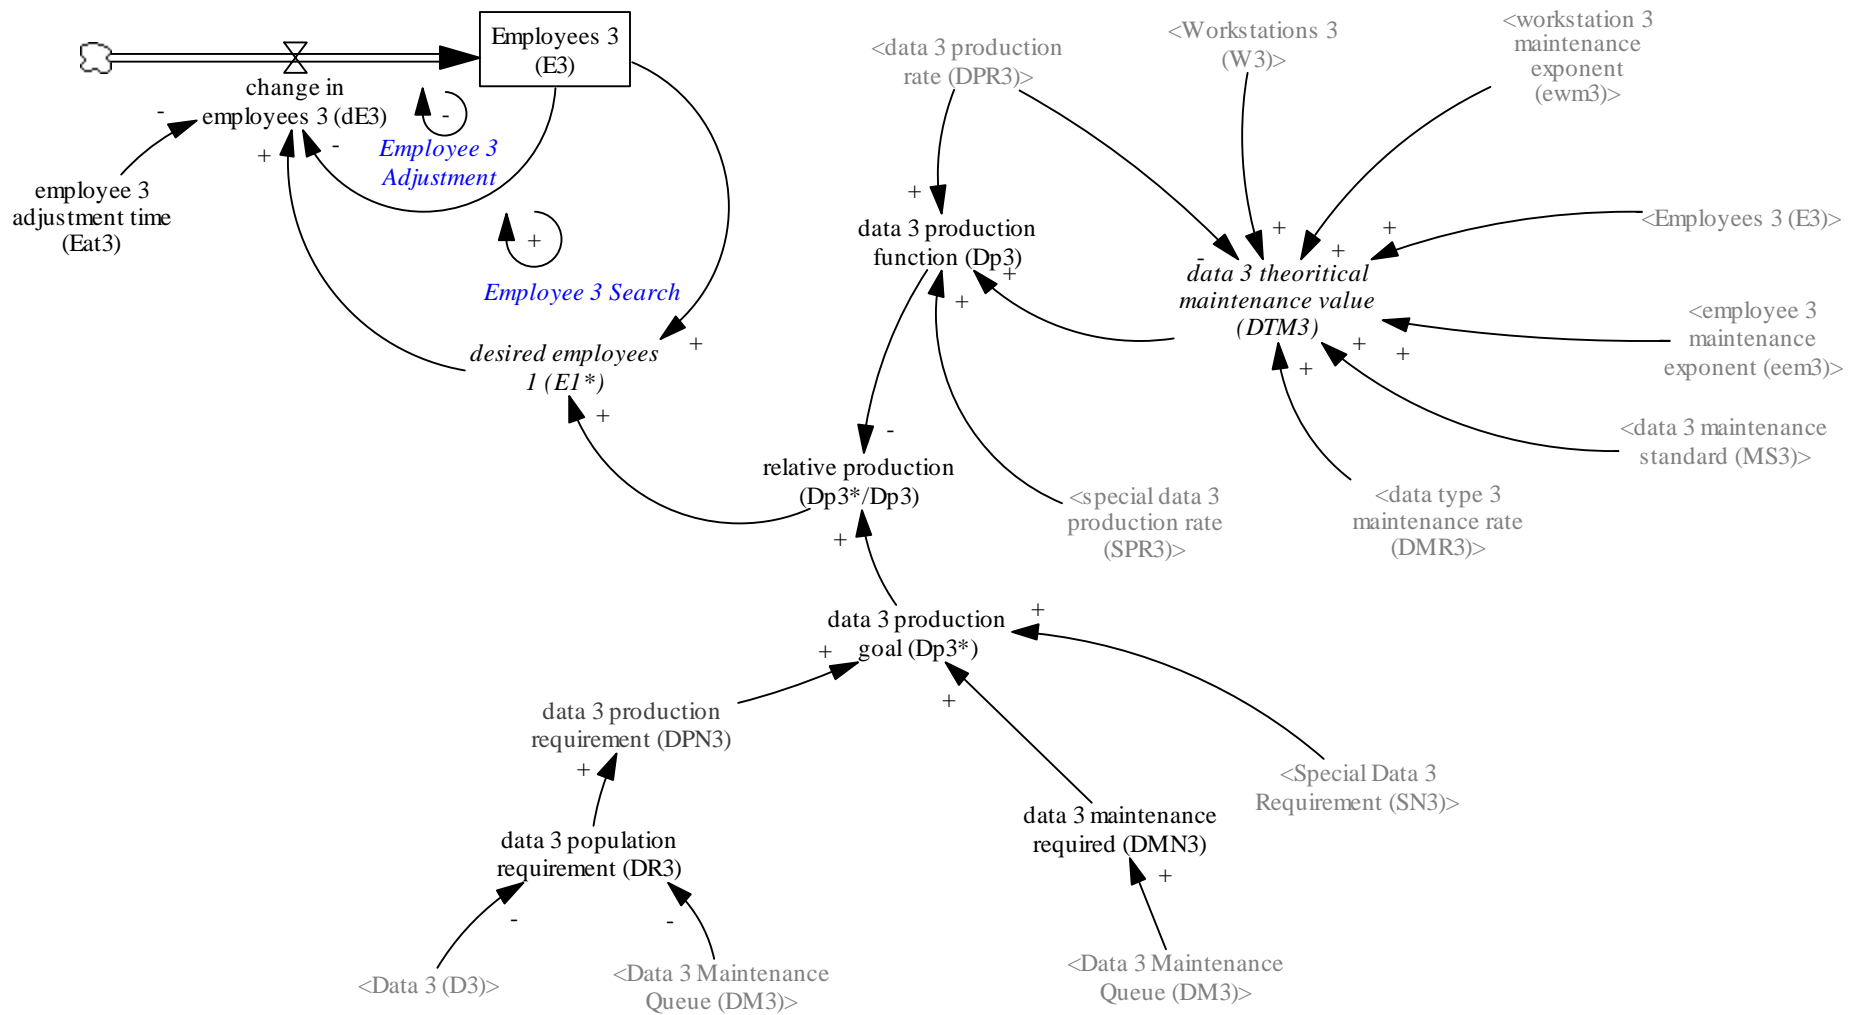 Employees 3
(E3)
change in
employees 3 (dE3)
-
+
-
-
Employee 3
Adjustment
employee 3
adjustment time
(Eat3)
+
Employee 3 Search
desired employees
1 (E1*)
+
+
<data 3 production
rate (DPR3)>
<Workstations 3
(W3)>
<workstation 3
maintenance
exponent
(ewm3)>
+
data 3 production
function (Dp3)
+
+
<Employees 3 (E3)>
-
+
+
+
data 3 theoritical
maintenance value
(DTM3)
+
+
+
<employee 3
maintenance
exponent (eem3)>
<data 3 maintenance
standard (MS3)>
<data type 3
maintenance rate
(DMR3)>
-
relative production
(Dp3*/Dp3)
+
<special data 3
production rate
(SPR3)>
data 3 production
goal (Dp3*)
+
+
+
data 3 production
requirement (DPN3)
+
<Special Data 3
Requirement (SN3)>
data 3 maintenance
required (DMN3)
+
data 3 population
requirement (DR3)
-
-
<Data 3 (D3)>
<Data 3 Maintenance
Queue (DM3)>
<Data 3 Maintenance
Queue (DM3)>